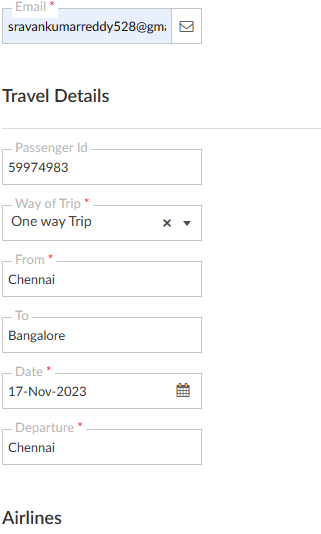 Email *
sravankumarreddy528@gma
Travel Details
Passenger Id
59974983
Way of Trip *
One way Trip
From *
Chennai
To
Bangalore
Date *
17-Nov-2023
Departure *
Chennai
Airlines